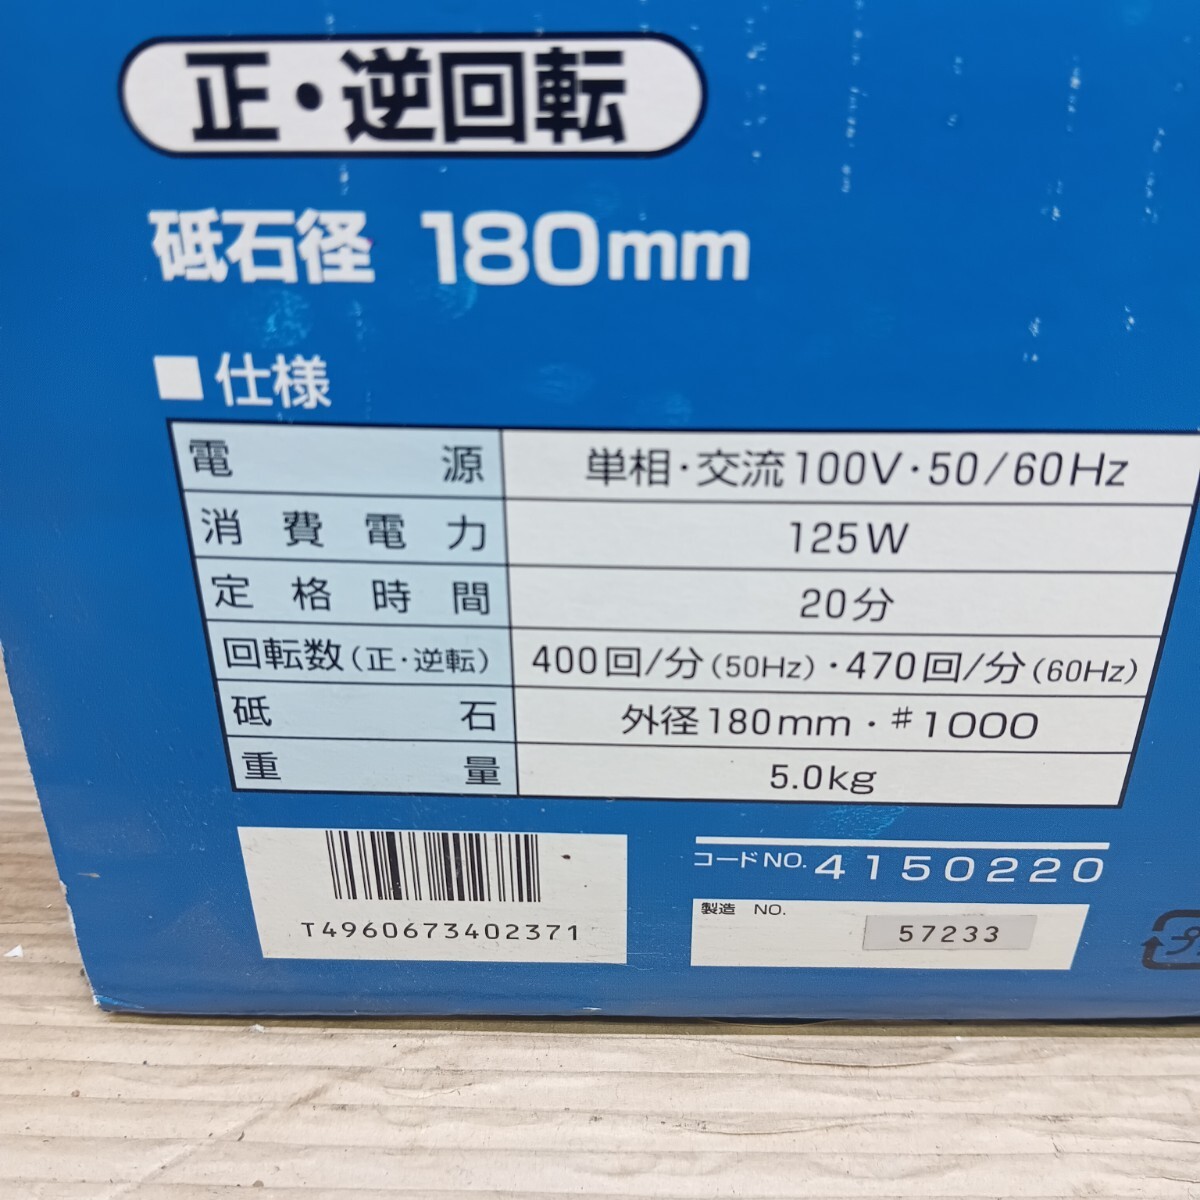 正・逆回転
砥石径 180mm
■仕様
電源 単相・交流100V・50/60Hz
消費電力 125W
定格時間 20分
回転数(正・逆転) 400回/分(50Hz)・470回/分(60Hz)
砥石 外径180mm・#1000
重量 5.0kg
T4960673402371
コードNO. 4150220
製造 NO. 57233
プ